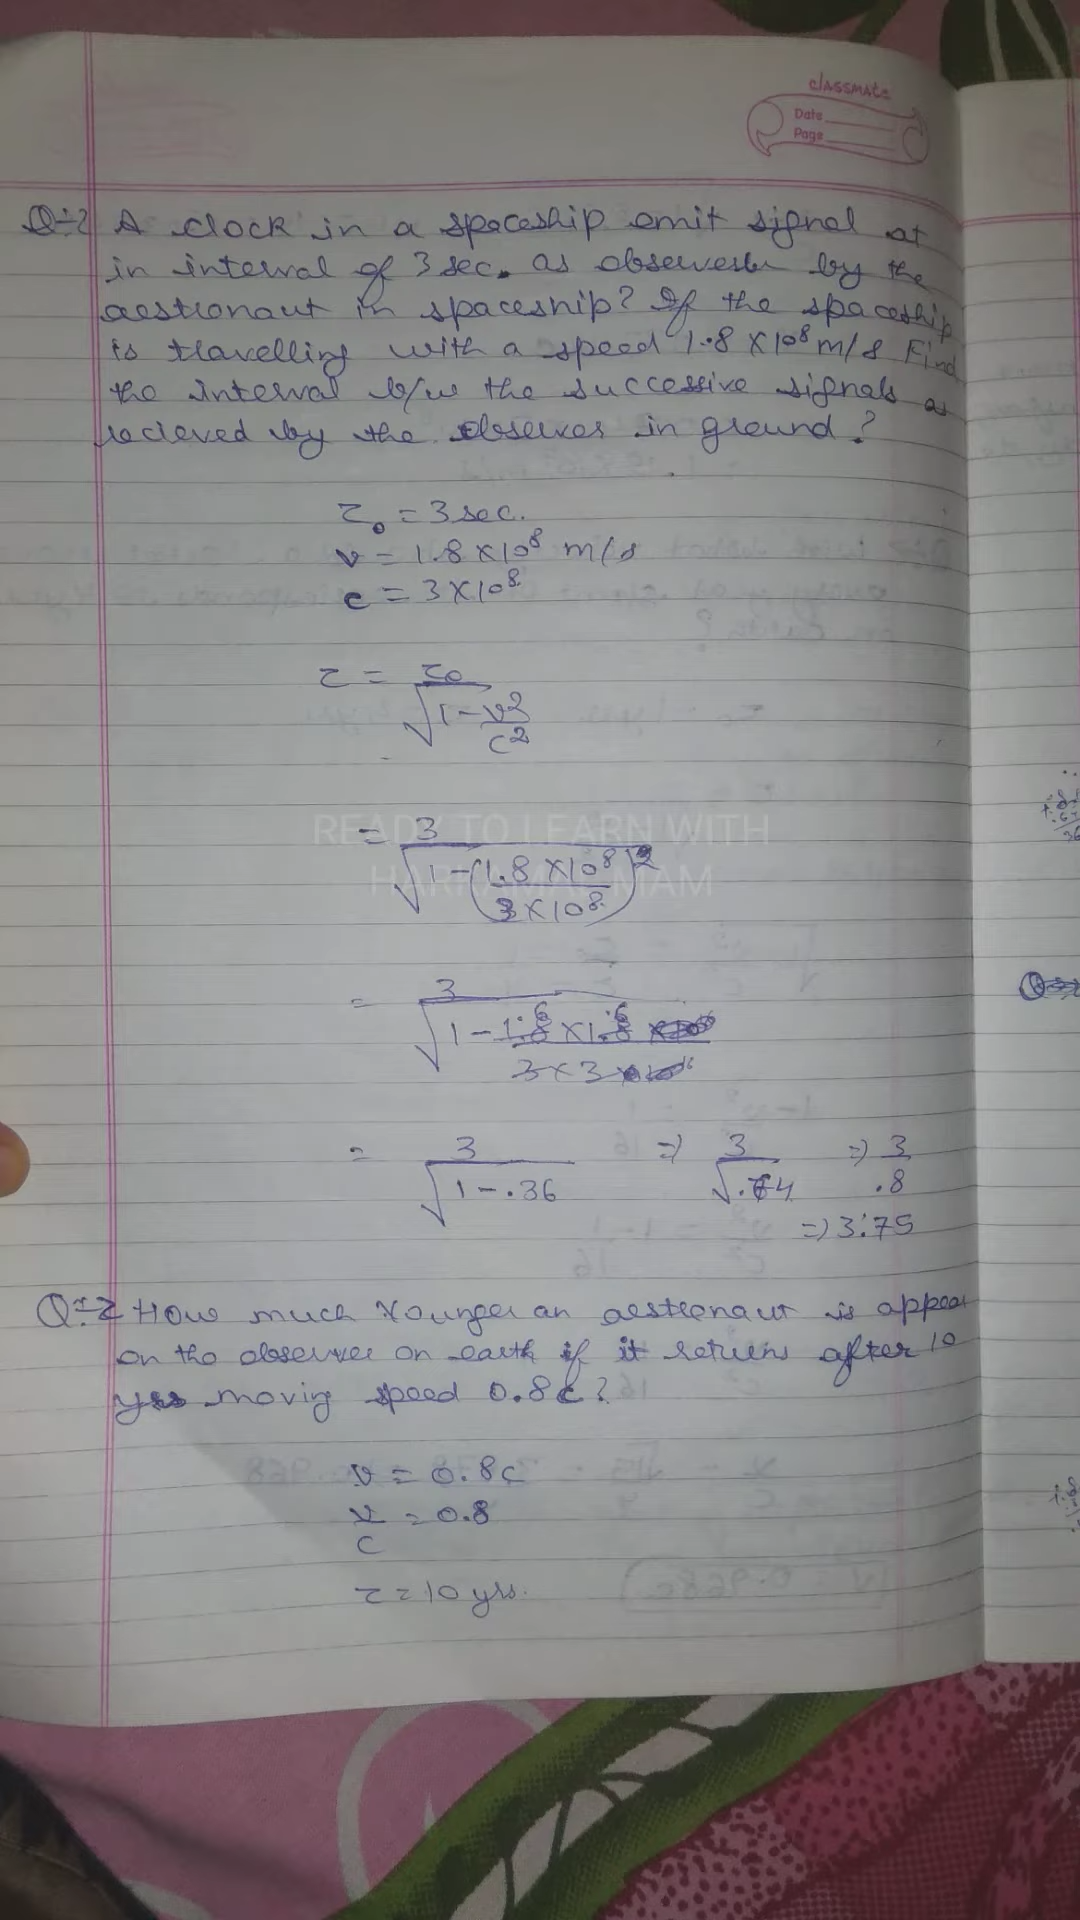 classmate
Date
Page
Q÷2 A clock in a spaceship emit signal at
in interval of 3 sec. as observed by the
aestronaut in spaceship? If the spaceship
is travelling with a speed 1.8 × 10⁸ m/s Find
the interval b/w the successive signals as
recieved by the observer in ground?
τ₀ = 3 sec.
v = 1.8 × 10⁸ m/s
c = 3 × 10⁸
τ = τ₀
√1 - v²
c²
READY TO LEARN WITH
MAM
= 3
√1 - (1.8 × 10⁸)²
3 × 10⁸
= 3
√1 - 1.8 × 1.8
3 × 3
= 3 ⇒ 3 ⇒ 3
√1 - .36 √.64 .8
⇒ 3.75
Q÷2 How much Younger an aestronaut is appear
on the observer on earth if it returns after 10
yrs moving speed 0.8c?
v = 0.8c
v = 0.8
c
τ = 10 yrs.